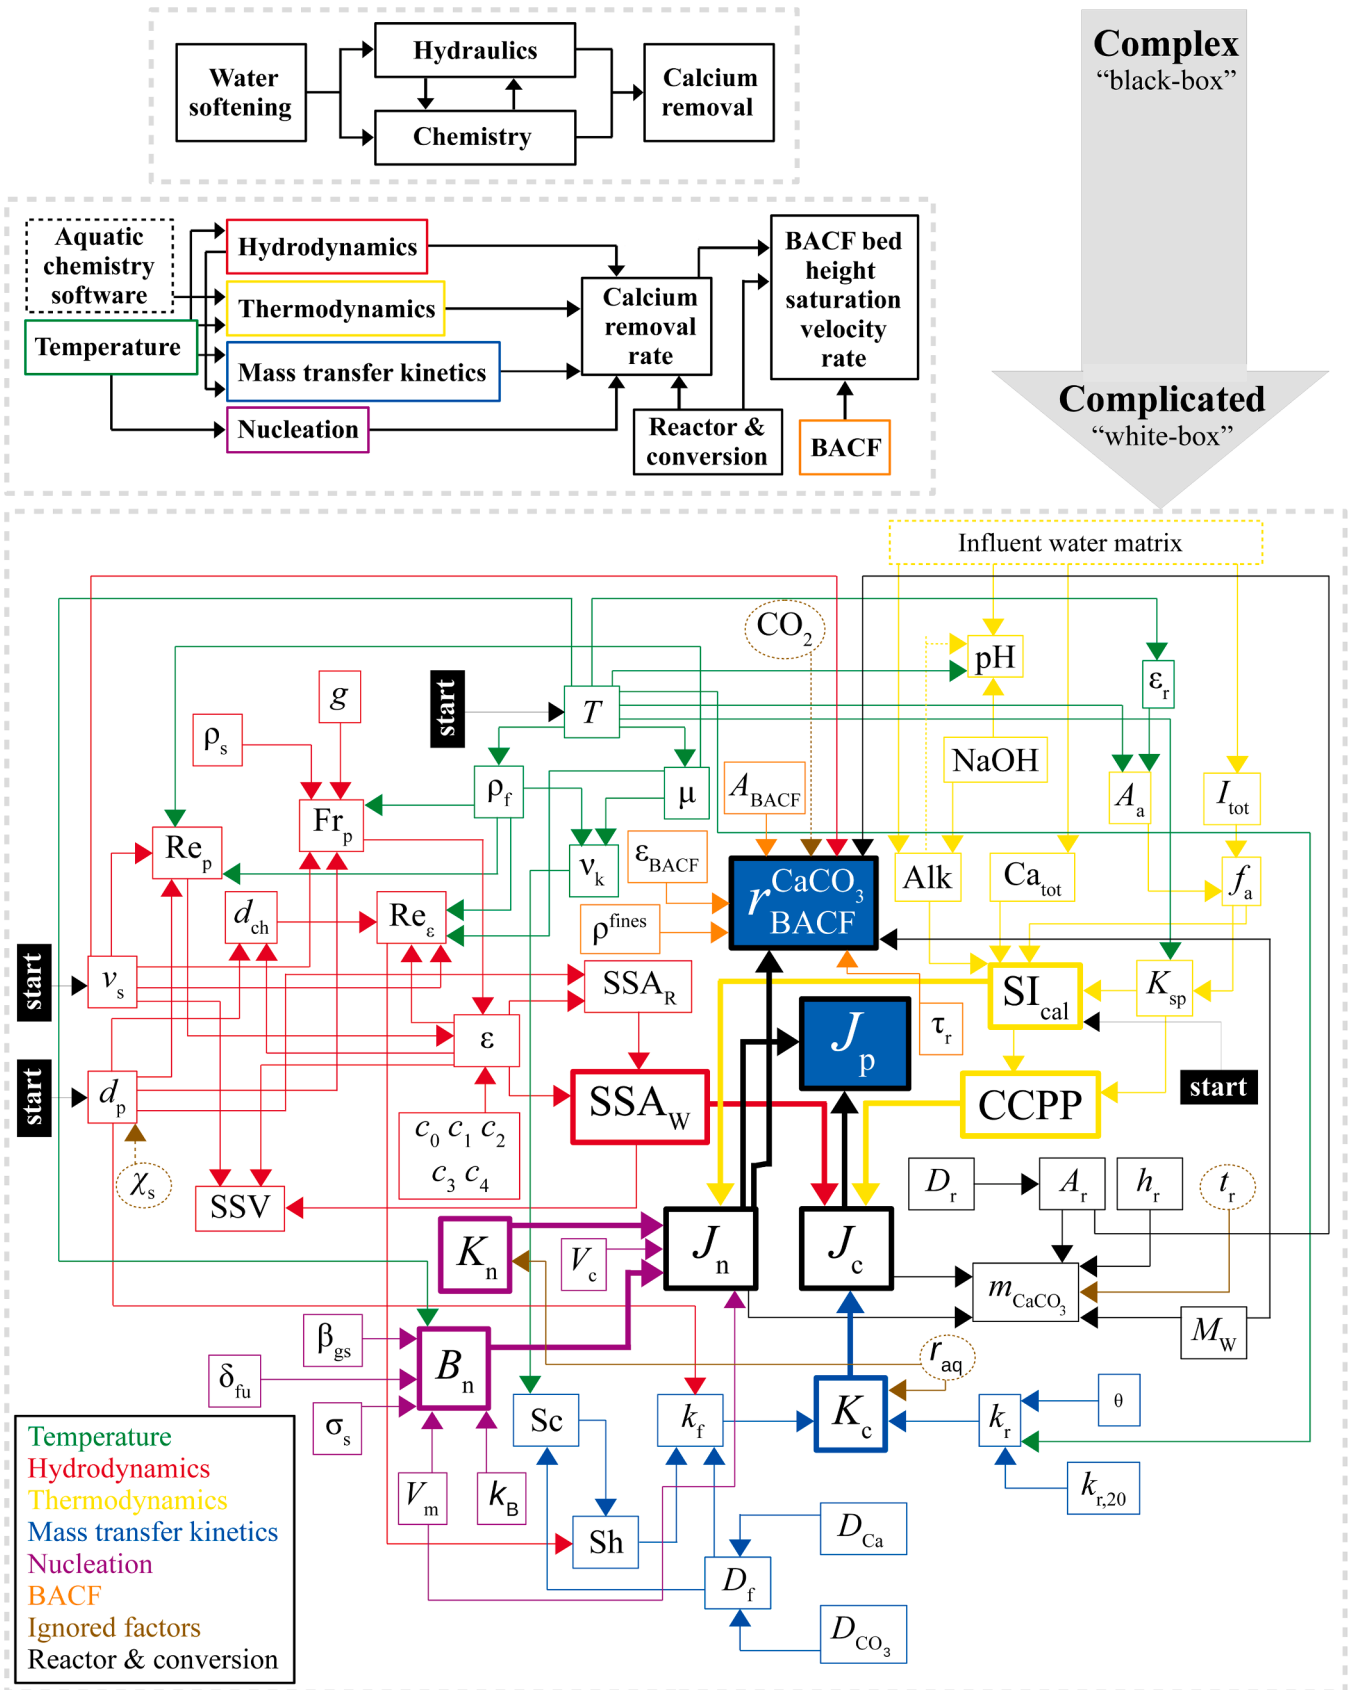 Water
softening
Hydraulics
Chemistry
Calcium
removal
Complex
“black-box”
Complicated
“white-box”
Aquatic
chemistry
software
Temperature
Hydrodynamics
Thermodynamics
Mass transfer kinetics
Nucleation
Calcium
removal
rate
Reactor &
conversion
BACF bed
height
saturation
velocity
rate
BACF
Influent water matrix
CO2
pH
εr
g
start
T
ρs
NaOH
ρf
μ
ABACF
Aa
Itot
Frp
Rep
νk
εBACF
r CaCO3 BACF
Alk
Catot
fa
dch
Reε
ρfines
start
vs
SSAR
SIcal
Ksp
Jp
τr
ε
start
dp
SSAW
CCPP
start
c0 c1 c2
c3 c4
χs
SSV
Dr
Ar
hr
tr
Kn
Vc
Jn
Jc
mCaCO3
MW
βgs
Bn
raq
δfu
σs
Sc
kf
Kc
kr
θ
Vm
kB
kr,20
Sh
DCa
Df
DCO3
Temperature
Hydrodynamics
Thermodynamics
Mass transfer kinetics
Nucleation
BACF
Ignored factors
Reactor & conversion